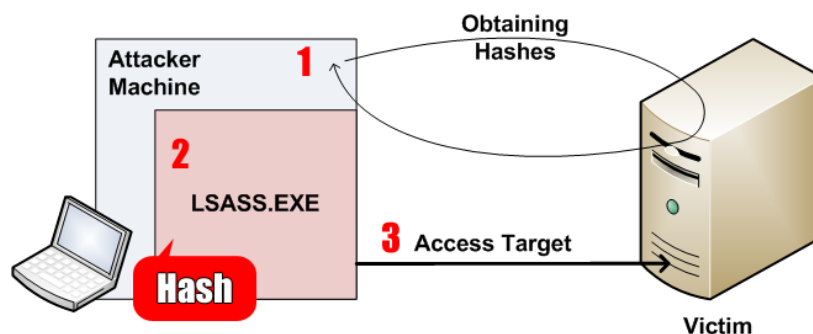 Attacker
Machine
1
Obtaining
Hashes
2
LSASS.EXE
Hash
3 Access Target
Victim